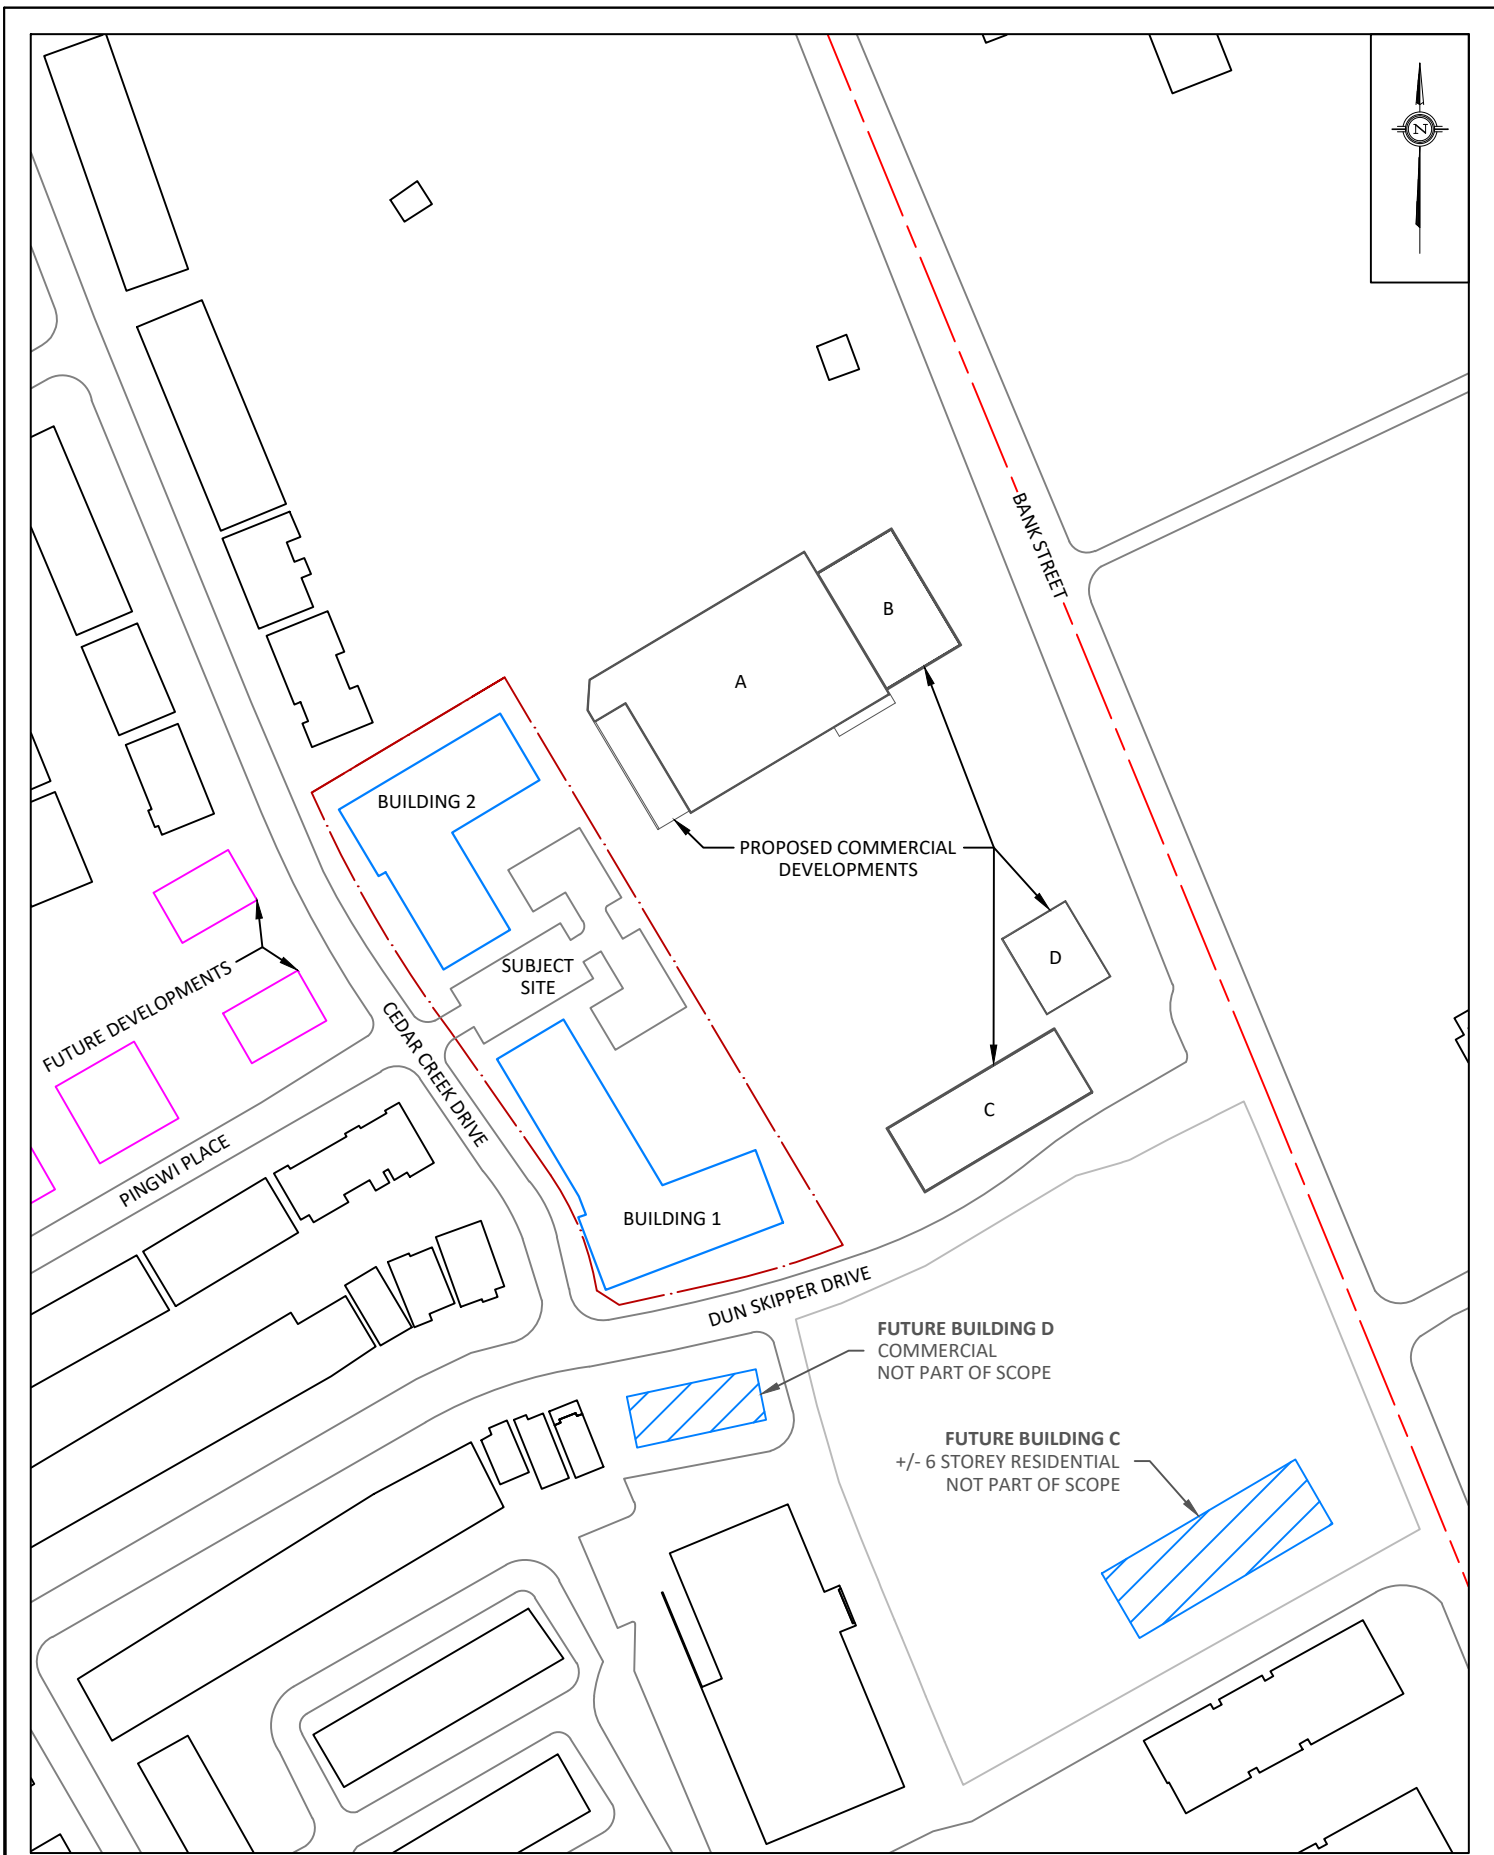 N
BANK STREET
B
A
BUILDING 2
PROPOSED COMMERCIAL
DEVELOPMENTS
D
SUBJECT
SITE
FUTURE DEVELOPMENTS
CEDAR CREEK DRIVE
C
PINGWI PLACE
BUILDING 1
DUN SKIPPER DRIVE
FUTURE BUILDING D
COMMERCIAL
NOT PART OF SCOPE
FUTURE BUILDING C
+/- 6 STOREY RESIDENTIAL
NOT PART OF SCOPE